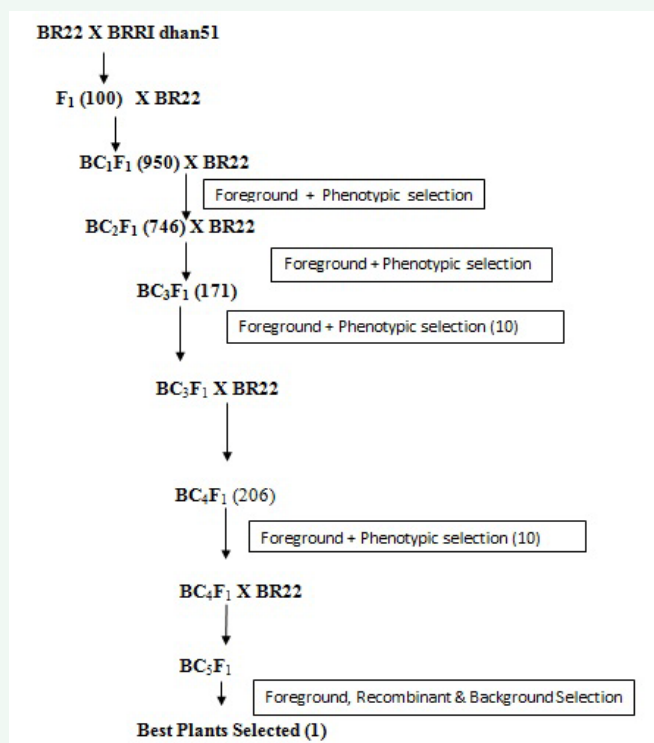 BR22 X BRRI dhan51
F₁ (100) X BR22
BC₁F₁ (950) X BR22
Foreground + Phenotypic selection
BC₂F₁ (746) X BR22
Foreground + Phenotypic selection
BC₃F₁ (171)
Foreground + Phenotypic selection (10)
BC₃F₁ X BR22
BC₄F₁ (206)
Foreground + Phenotypic selection (10)
BC₄F₁ X BR22
BC₅F₁
Foreground, Recombinant & Background Selection
Best Plants Selected (1)